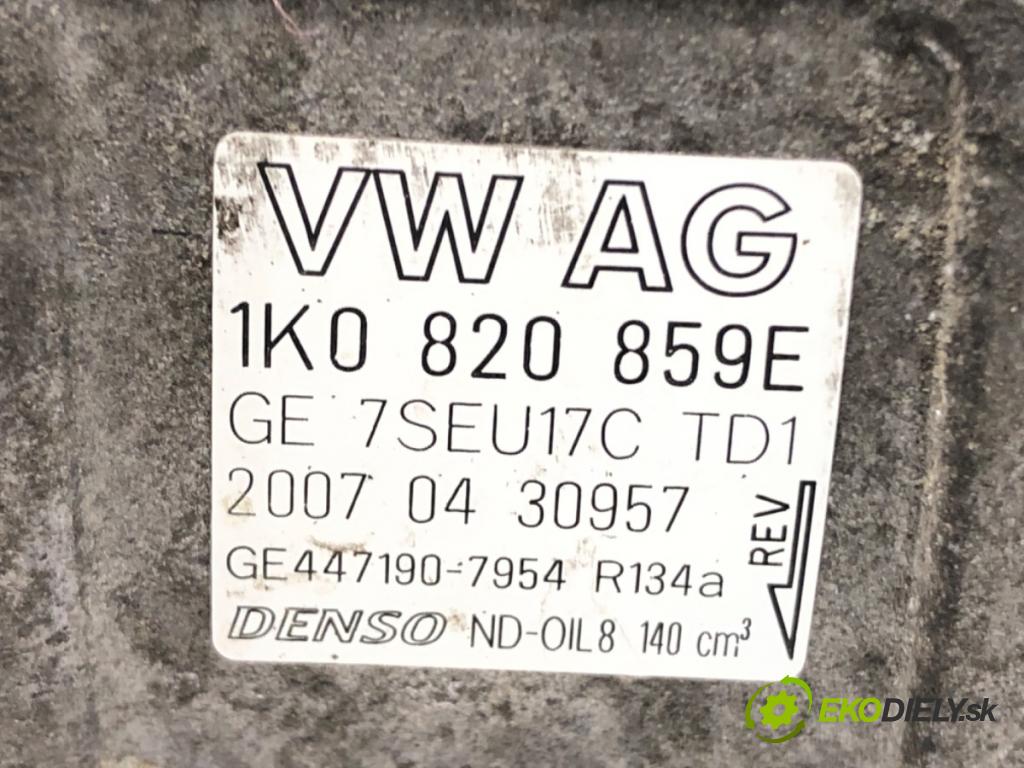 VW AG
1K0 820 859E
GE 7SEU17C TD1
2007 04 30957
REV
GE447190-7954 R134a
DENSO ND-OIL8 140 cm³
EKODIELY.sk